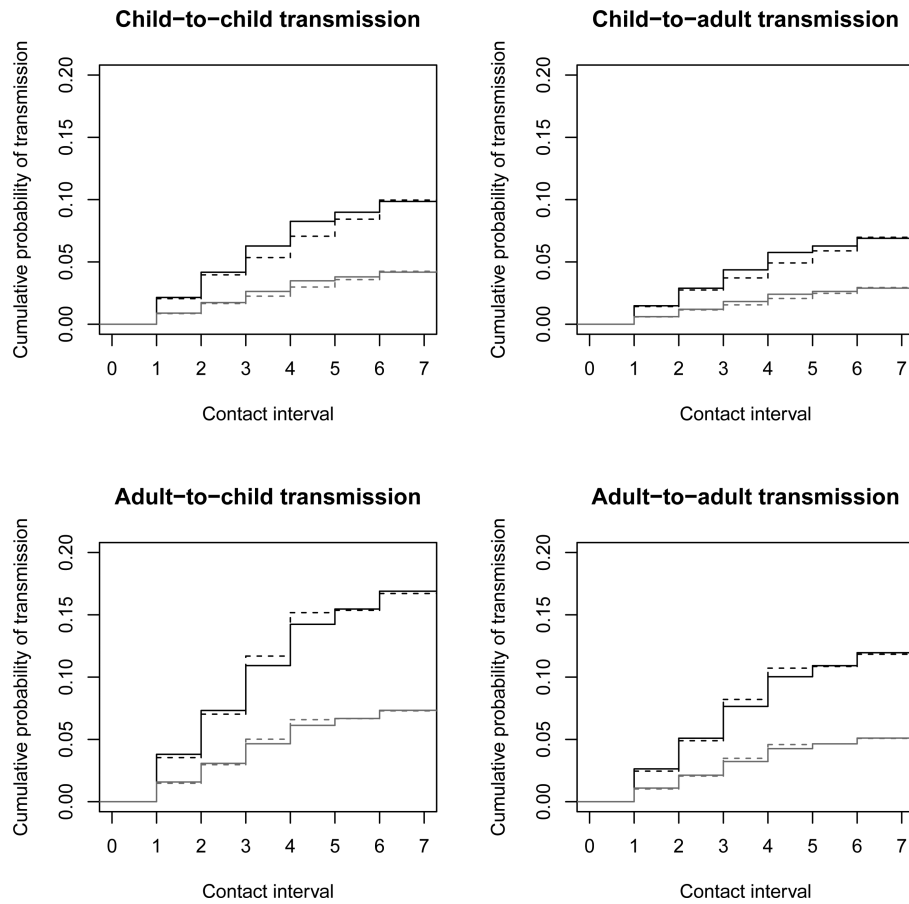 Child−to−child transmission
Cumulative probability of transmission
0.20
0.15
0.10
0.05
0.00
0 1 2 3 4 5 6 7
Contact interval
Child−to−adult transmission
Cumulative probability of transmission
0.20
0.15
0.10
0.05
0.00
0 1 2 3 4 5 6 7
Contact interval
Adult−to−child transmission
Cumulative probability of transmission
0.20
0.15
0.10
0.05
0.00
0 1 2 3 4 5 6 7
Contact interval
Adult−to−adult transmission
Cumulative probability of transmission
0.20
0.15
0.10
0.05
0.00
0 1 2 3 4 5 6 7
Contact interval